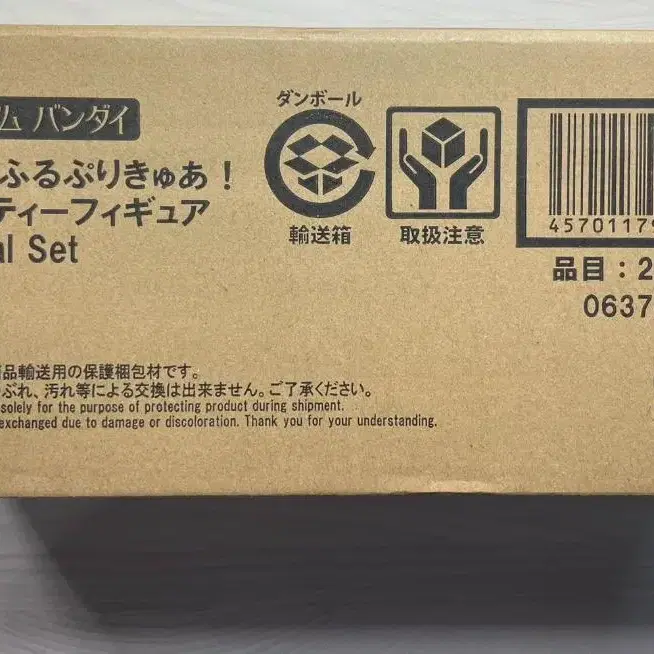 ム バンダイ
ふるぷりきゅあ！
ティーフィギュア
al Set
ダンボール
輸送箱
取扱注意
45701179
品目：2
0637
品輸送用の保護梱包材です。
ぶれ、汚れ等による交換は出来ません。ご了承ください。
solely for the purpose of protecting product during shipment.
exchanged due to damage or discoloration. Thank you for your understanding.